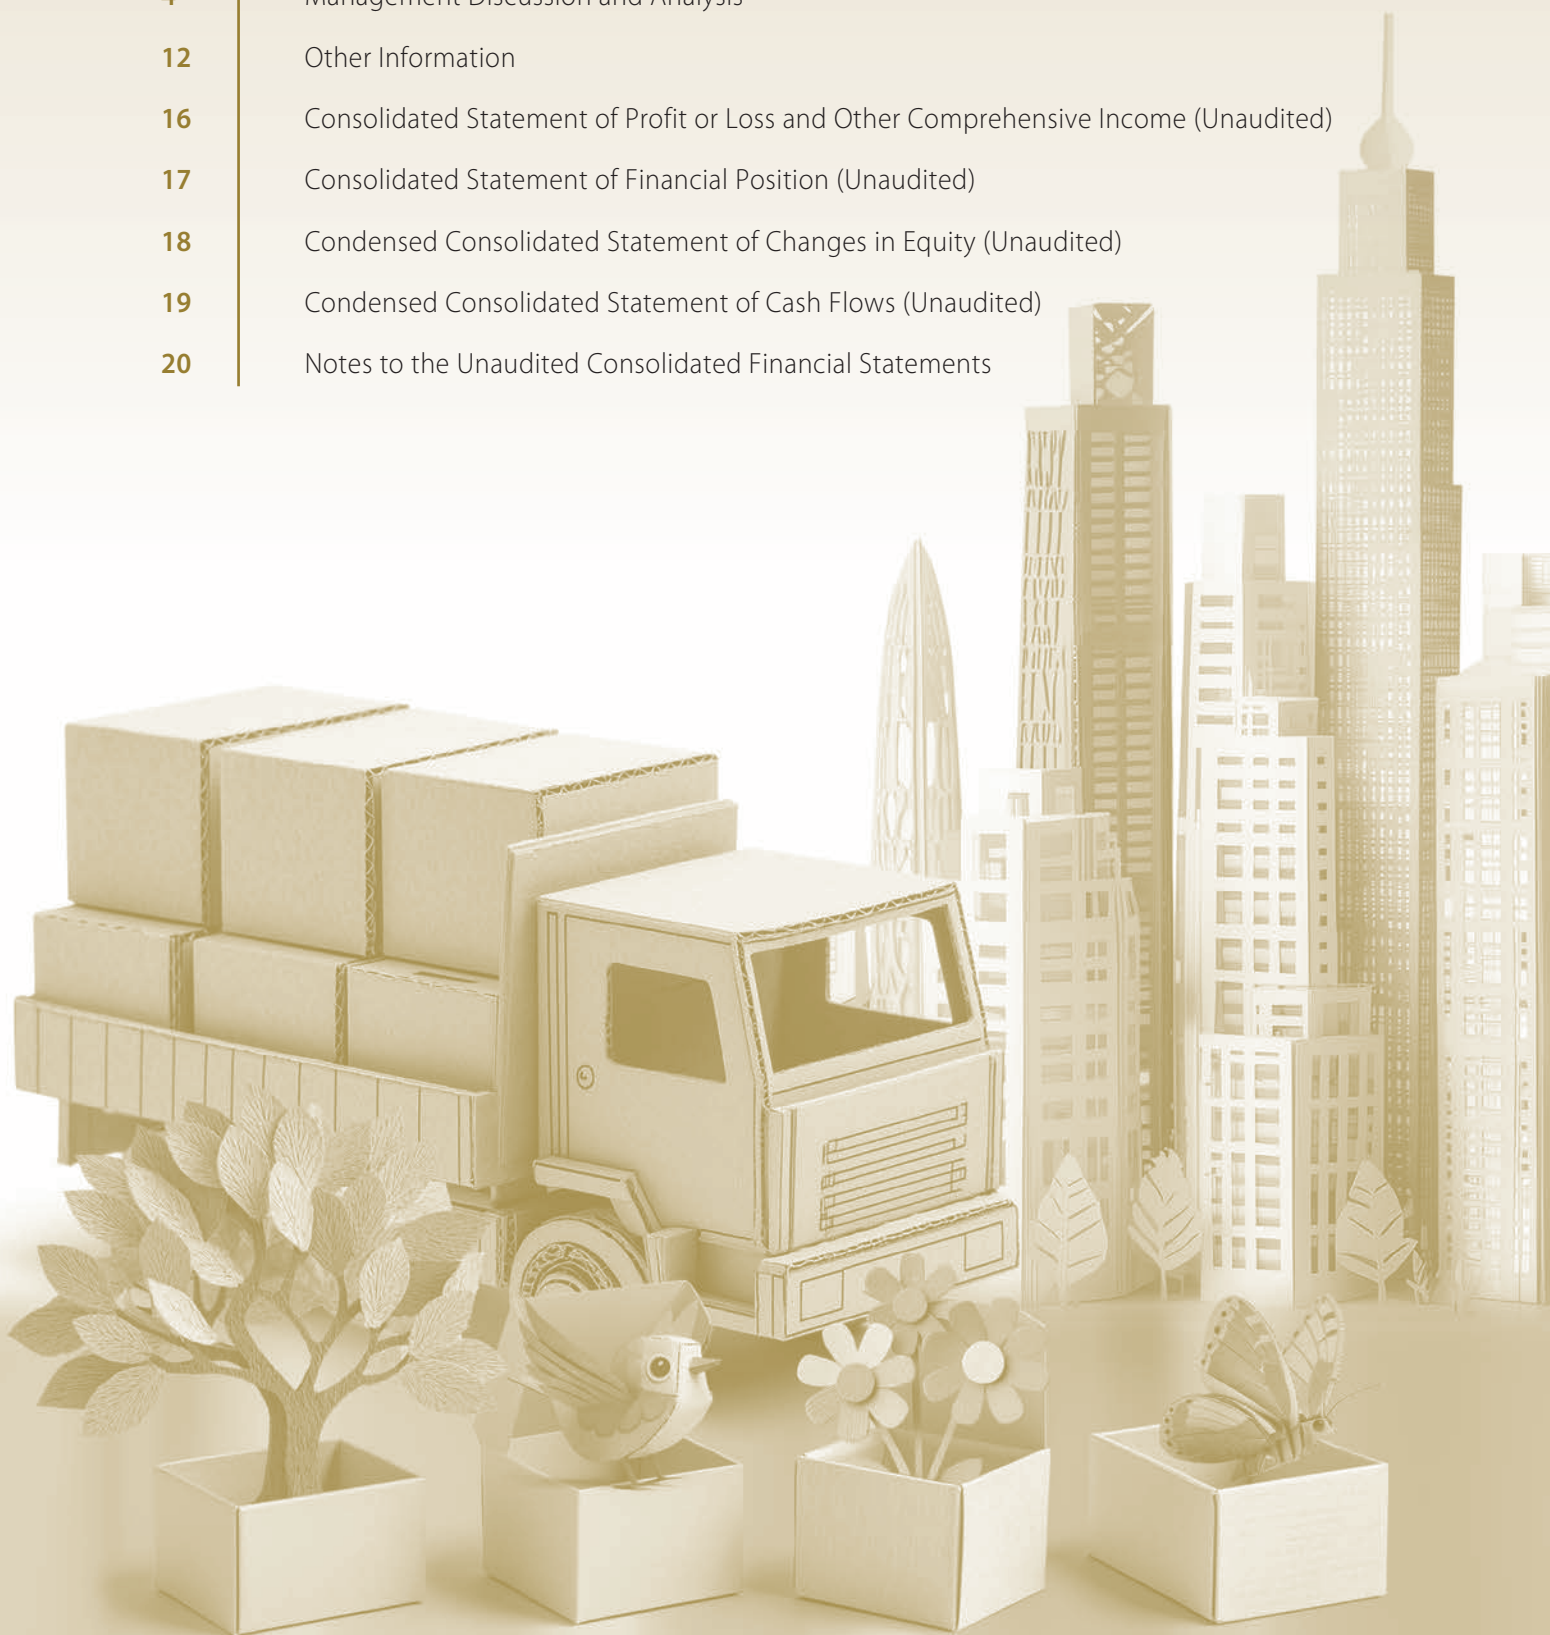 4 Management Discussion and Analysis
12 Other Information
16 Consolidated Statement of Profit or Loss and Other Comprehensive Income (Unaudited)
17 Consolidated Statement of Financial Position (Unaudited)
18 Condensed Consolidated Statement of Changes in Equity (Unaudited)
19 Condensed Consolidated Statement of Cash Flows (Unaudited)
20 Notes to the Unaudited Consolidated Financial Statements